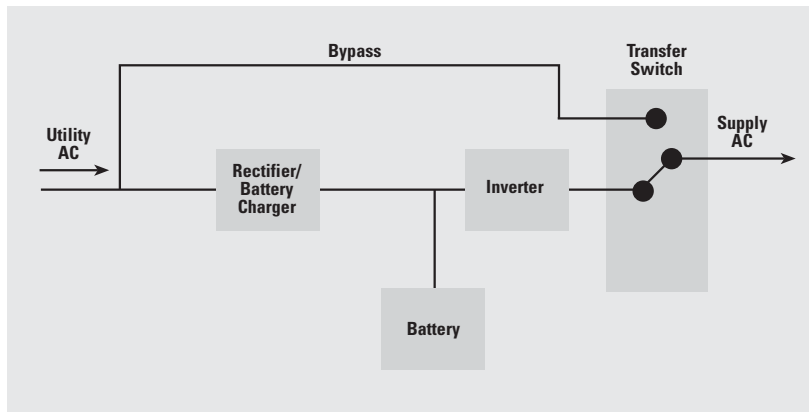 Bypass
Transfer
Switch
Utility
AC
Supply
AC
Rectifier/
Battery
Charger
Inverter
Battery